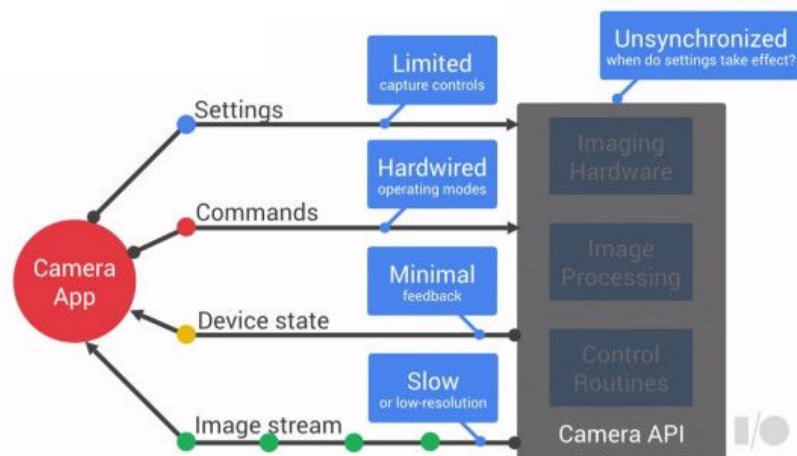 Limited
capture controls
Unsynchronized
when do settings take effect?
Settings
Imaging
Hardware
Hardwired
operating modes
Commands
Camera
App
Image
Processing
Minimal
feedback
Device state
Control
Routines
Slow
or low-resolution
Image stream
Camera API
I/O